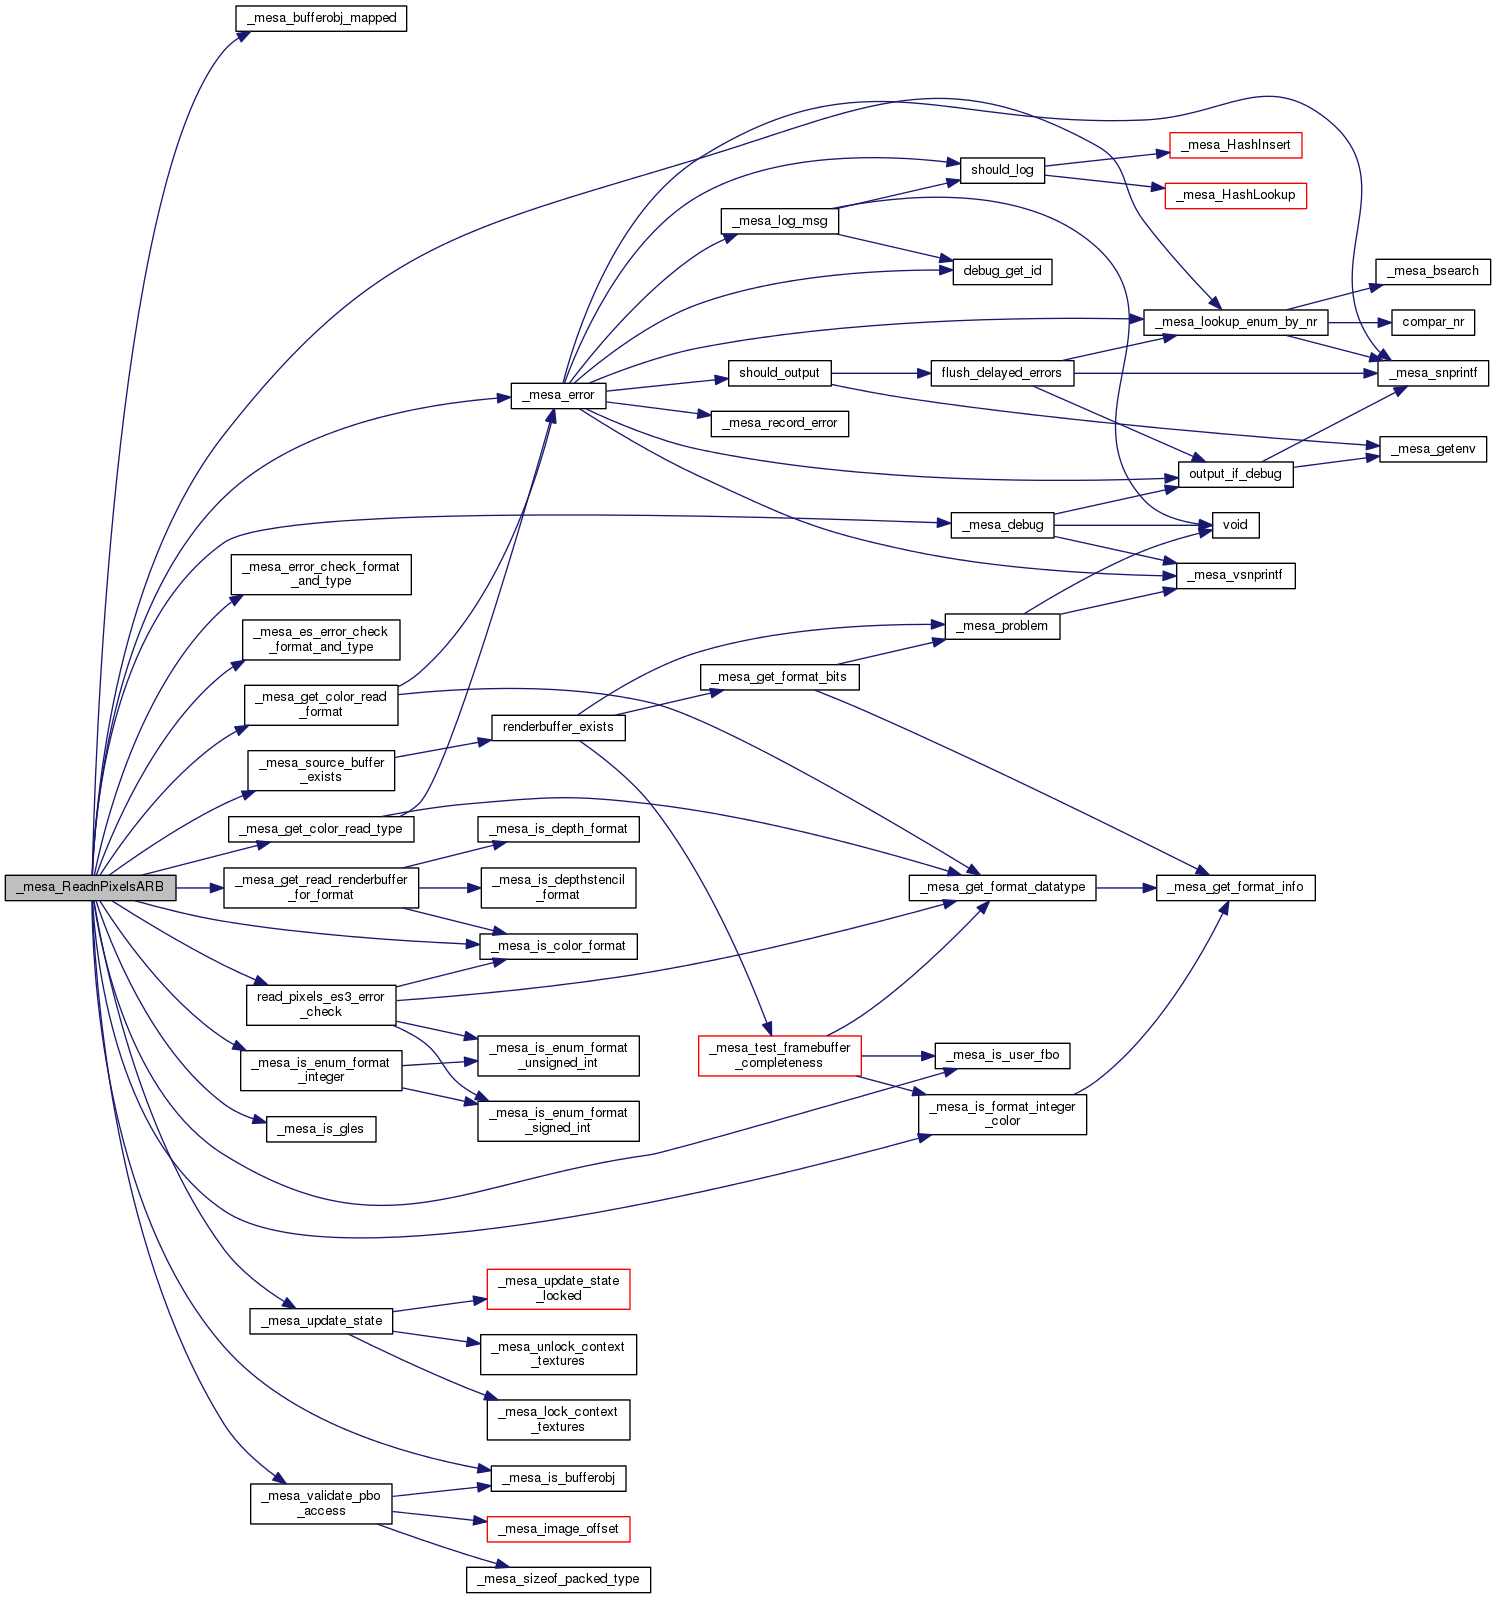 _mesa_bufferobj_mapped
_mesa_HashInsert
should_log
_mesa_HashLookup
_mesa_log_msg
debug_get_id
_mesa_bsearch
_mesa_lookup_enum_by_nr
compar_nr
should_output
flush_delayed_errors
_mesa_snprintf
_mesa_error
_mesa_record_error
_mesa_getenv
output_if_debug
_mesa_debug
void
_mesa_error_check_format
_and_type
_mesa_vsnprintf
_mesa_es_error_check
_format_and_type
_mesa_problem
_mesa_get_format_bits
_mesa_get_color_read
_format
renderbuffer_exists
_mesa_source_buffer
_exists
_mesa_get_color_read_type
_mesa_is_depth_format
_mesa_ReadnPixelsARB
_mesa_get_read_renderbuffer
_for_format
_mesa_is_depthstencil
_format
_mesa_get_format_datatype
_mesa_get_format_info
_mesa_is_color_format
read_pixels_es3_error
_check
_mesa_is_enum_format
_unsigned_int
_mesa_test_framebuffer
_completeness
_mesa_is_user_fbo
_mesa_is_enum_format
_integer
_mesa_is_enum_format
_signed_int
_mesa_is_format_integer
_color
_mesa_is_gles
_mesa_update_state
_locked
_mesa_update_state
_mesa_unlock_context
_textures
_mesa_lock_context
_textures
_mesa_is_bufferobj
_mesa_validate_pbo
_access
_mesa_image_offset
_mesa_sizeof_packed_type